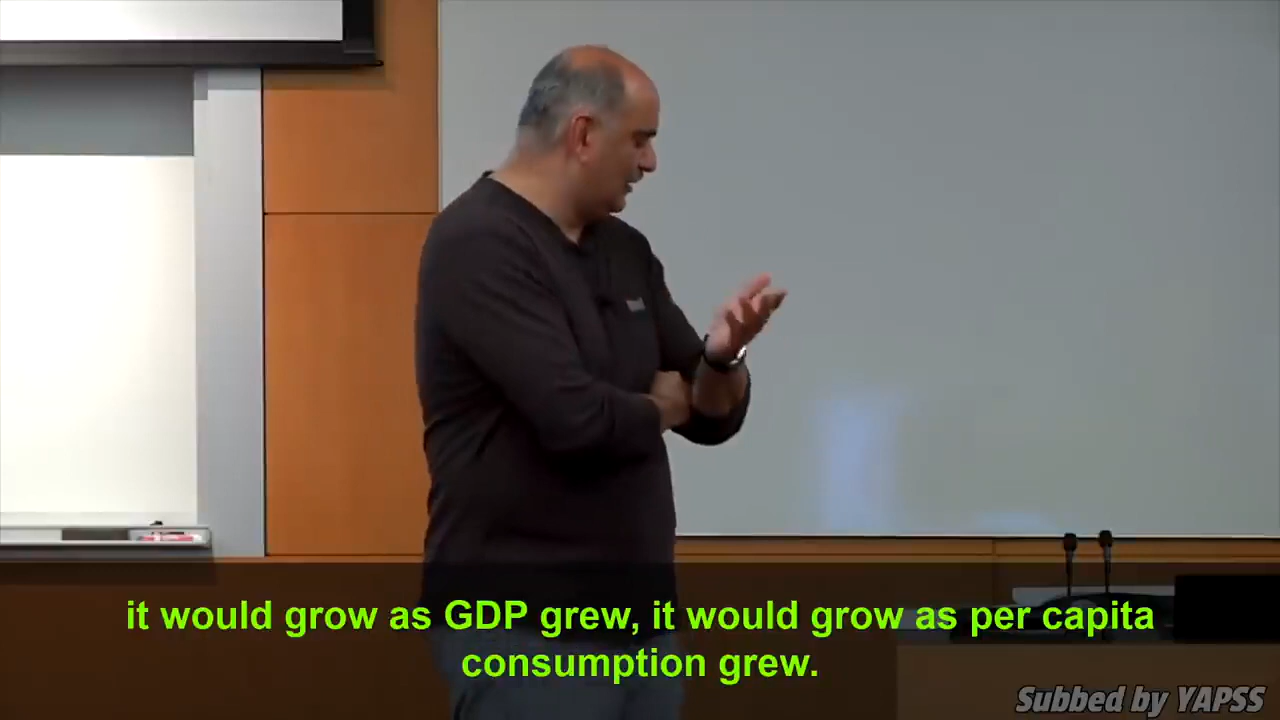 it would grow as GDP grew, it would grow as per capita
consumption grew.
Subbed by YAPSS